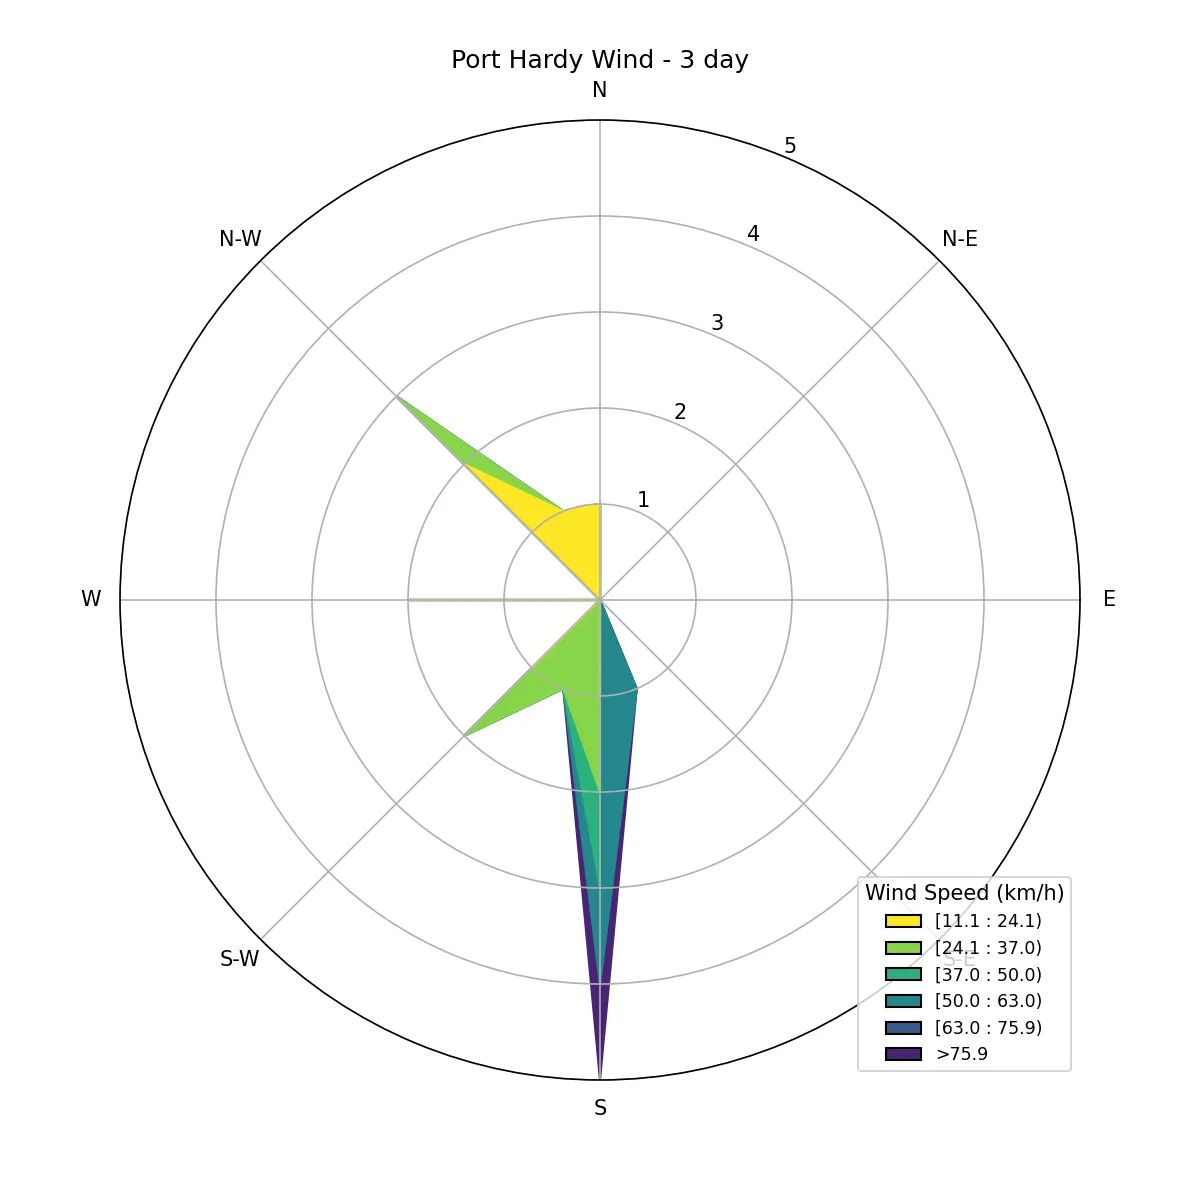 Port Hardy Wind - 3 day
N
5
N-W
N-E
4
3
2
1
W
E
Wind Speed (km/h)
[11.1 : 24.1)
[24.1 : 37.0)
S-W
S-E
[37.0 : 50.0)
[50.0 : 63.0)
[63.0 : 75.9)
>75.9
S